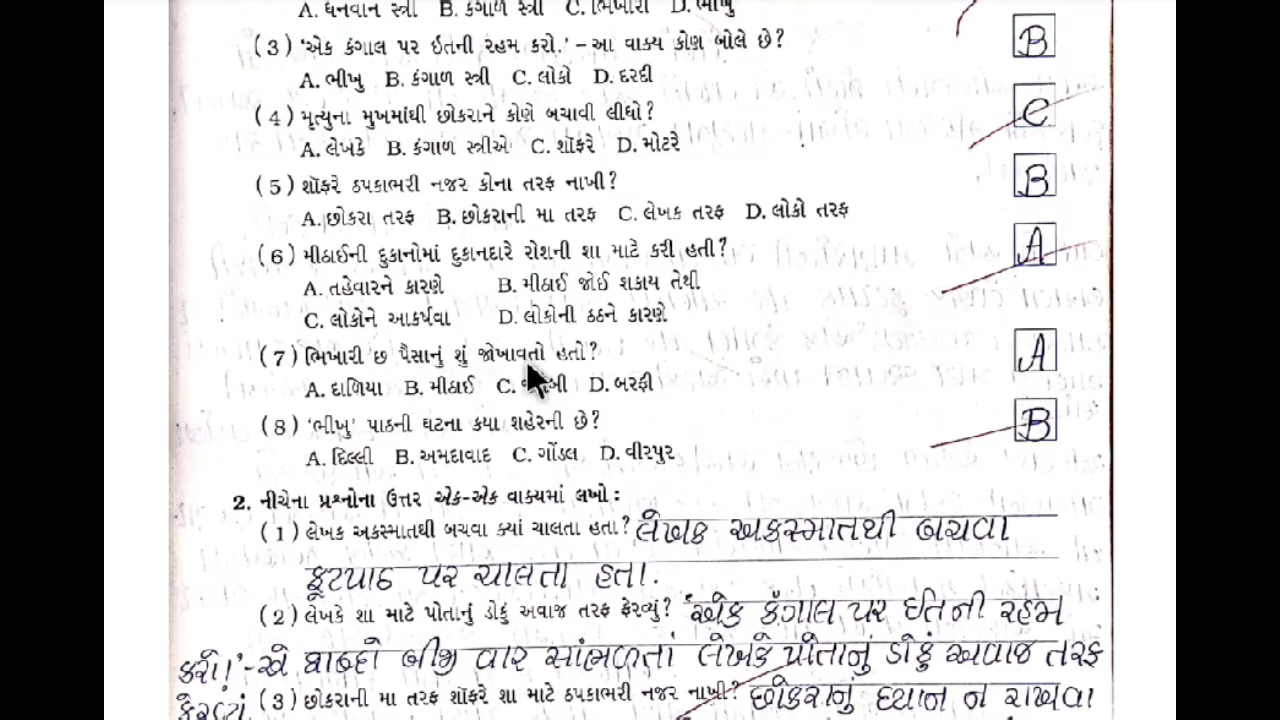 A. ધનવાન સ્ત્રી B. કંગાળ સ્ત્રી C. ભિખારી D. ભીખુ
(3) 'એક કંગાલ પર ઇતની રહમ કરો.' – આ વાક્ય કોણ બોલે છે? B
A. ભીખુ B. કંગાળ સ્ત્રી C. લોકો D. દરદી
(4) મૃત્યુના મુખમાંથી છોકરાને કોણે બચાવી લીધો? C
A. લેખકે B. કંગાળ સ્ત્રીએ C. શૉફરે D. મોટરે
(5) શૉફરે ઠપકાભરી નજર કોના તરફ નાખી? B
A. છોકરા તરફ B. છોકરાની મા તરફ C. લેખક તરફ D. લોકો તરફ
(6) મીઠાઈની દુકાનોમાં દુકાનદારે રોશની શા માટે કરી હતી? A
A. તહેવારને કારણે B. મીઠાઈ જોઈ શકાય તેથી
C. લોકોને આકર્ષવા D. લોકોની ઠઠને કારણે
(7) ભિખારી છ પૈસાનું શું જોખાવતો હતો? A
A. દાળિયા B. મીઠાઈ C. D. બરફી
(8) 'ભીખુ' પાઠની ઘટના કયા શહેરની છે? B
A. દિલ્લી B. અમદાવાદ C. ગોંડલ D. વીરપુર
2. નીચેના પ્રશ્નોના ઉત્તર એક-એક વાક્યમાં લખો :
(1) લેખક અકસ્માતથી બચવા ક્યાં ચાલતા હતા? લેખક અકસ્માતથી બચવા
ફૂટપાઠ પર ચાલતા હતા.
(2) લેખકે શા માટે પોતાનું ડોકું અવાજ તરફ ફેરવ્યું? 'એક કંગાલ પર ઇતની રહમ
કરો!'- એ શબ્દો બીજી વાર સાંભળતાં લેખકે પોતાનું ડોકું અવાજ તરફ
ફેરવ્યું.
(3) છોકરાની મા તરફ શૉફરે શા માટે ઠપકાભરી નજર નાખી? છોકરાનું ધ્યાન ન રાખવા